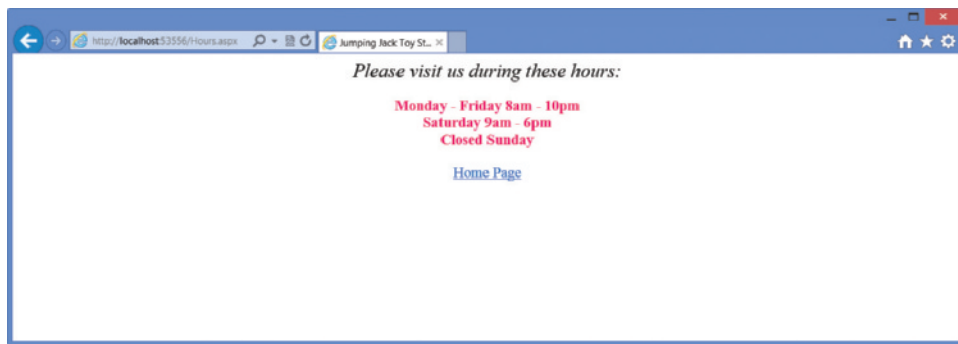 http://localhost:53556/Hours.aspx
Jumping Jack Toy St...
Please visit us during these hours:
Monday - Friday 8am - 10pm
Saturday 9am - 6pm
Closed Sunday
Home Page